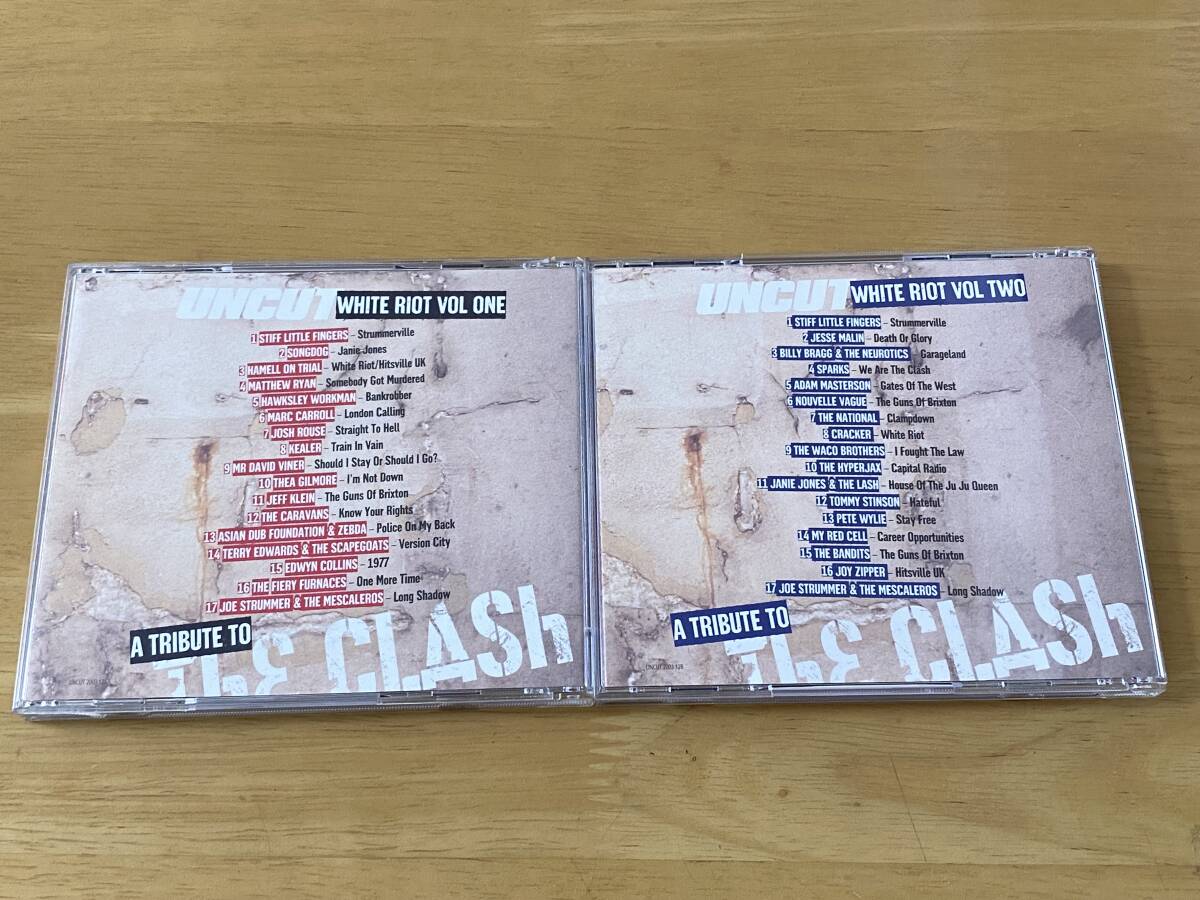 UNCUT WHITE RIOT VOL ONE
1 STIFF LITTLE FINGERS – Strummerville
2 SONGDOG – Janie Jones
3 HAMELL ON TRIAL – White Riot/Hitsville UK
4 MATTHEW RYAN – Somebody Got Murdered
5 HAWKSLEY WORKMAN – Bankrobber
6 MARC CARROLL – London Calling
7 JOSH ROUSE – Straight To Hell
8 KEALER – Train In Vain
9 MR DAVID VINER – Should I Stay Or Should I Go?
10 THEA GILMORE – I'm Not Down
11 JEFF KLEIN – The Guns Of Brixton
12 THE CARAVANS – Know Your Rights
13 ASIAN DUB FOUNDATION & ZEBDA – Police On My Back
14 TERRY EDWARDS & THE SCAPEGOATS – Version City
15 EDWYN COLLINS – 1977
16 THE FIERY FURNACES – One More Time
17 JOE STRUMMER & THE MESCALEROS – Long Shadow
A TRIBUTE TO
THE CLASH
UNCUT 2003
UNCUT WHITE RIOT VOL TWO
1 STIFF LITTLE FINGERS – Strummerville
2 JESSE MALIN – Death Or Glory
3 BILLY BRAGG & THE NEUROTICS – Garageland
4 SPARKS – We Are The Clash
5 ADAM MASTERSON – Gates Of The West
6 NOUVELLE VAGUE – The Guns Of Brixton
7 THE NATIONAL – Clampdown
8 CRACKER – White Riot
9 THE WACO BROTHERS – I Fought The Law
10 THE HYPERJAX – Capital Radio
11 JANIE JONES & THE LASH – House Of The Ju Ju Queen
12 TOMMY STINSON – Hateful
13 PETE WYLIE – Stay Free
14 MY RED CELL – Career Opportunities
15 THE BANDITS – The Guns Of Brixton
16 JOY ZIPPER – Hitsville UK
17 JOE STRUMMER & THE MESCALEROS – Long Shadow
A TRIBUTE TO
THE CLASH
UNCUT 2003